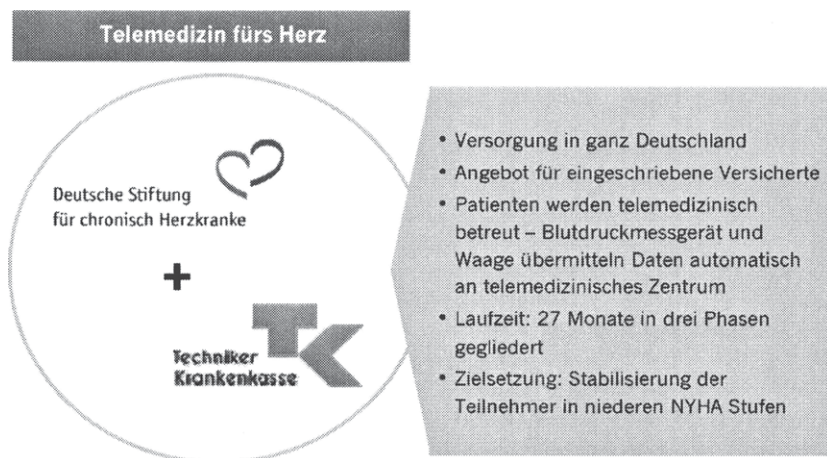 Telemedizin fürs Herz
Deutsche Stiftung
für chronisch Herzkranke
+
TK
Techniker
Krankenkasse
• Versorgung in ganz Deutschland
• Angebot für eingeschriebene Versicherte
• Patienten werden telemedizinisch
betreut – Blutdruckmessgerät und
Waage übermitteln Daten automatisch
an telemedizinisches Zentrum
• Laufzeit: 27 Monate in drei Phasen
gegliedert
• Zielsetzung: Stabilisierung der
Teilnehmer in niederen NYHA Stufen